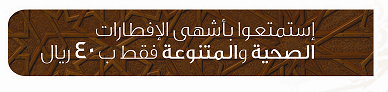 إستمتعوا بأشهى الإفطارات
الصحية والمتنوعة فقط ب ٤٠ ريال